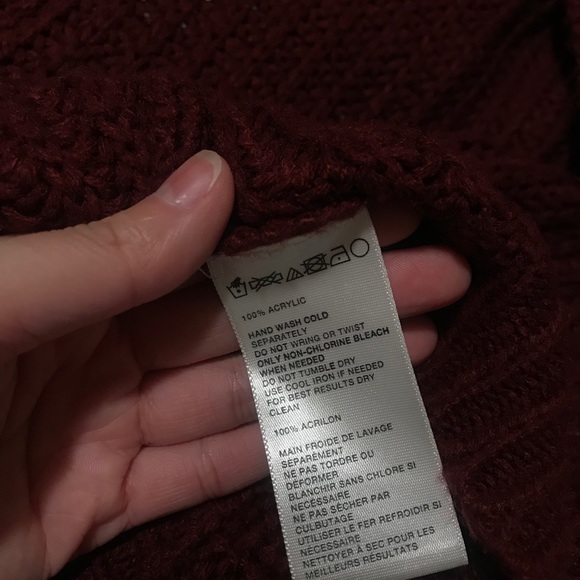 100% ACRYLIC
HAND WASH COLD
SEPARATELY
DO NOT WRING OR TWIST
ONLY NON-CHLORINE BLEACH
WHEN NEEDED
DO NOT TUMBLE DRY
USE COOL IRON IF NEEDED
FOR BEST RESULTS DRY
CLEAN
100% ACRILON
MAIN FROIDE DE LAVAGE
SÉPARÉMENT
NE PAS TORDRE OU
DÉFORMER
BLANCHIR SANS CHLORE SI
NÉCESSAIRE
NE PAS SÉCHER PAR
CULBUTAGE
UTILISER LE FER REFROIDIR SI
NÉCESSAIRE
NETTOYER À SEC POUR LES
MEILLEURS RÉSULTATS